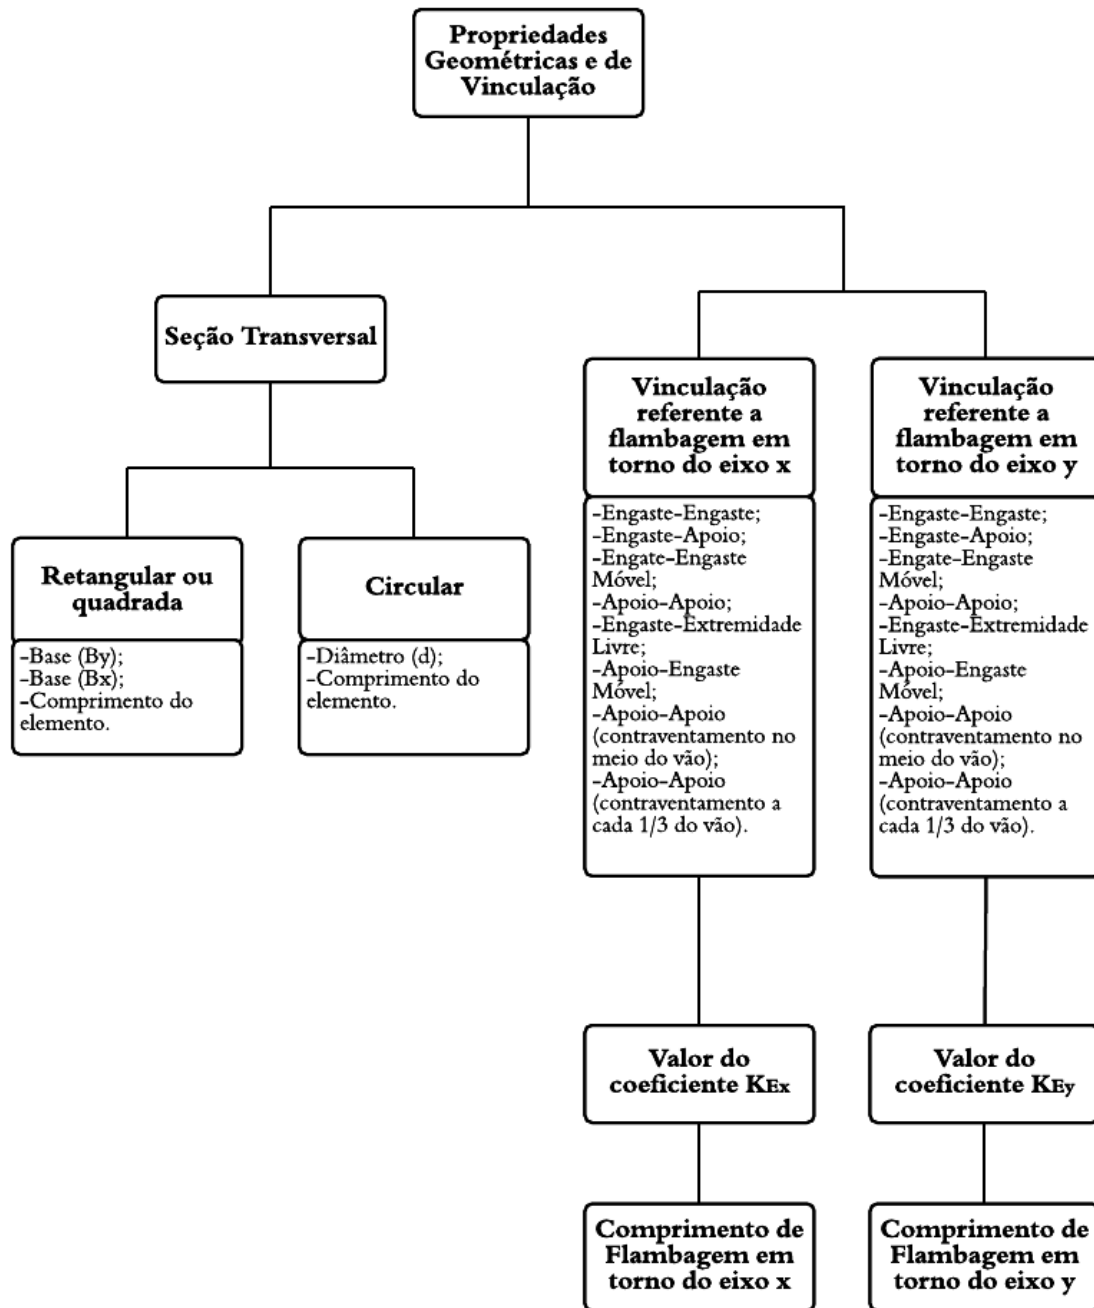 Propriedades
Geométricas e de
Vinculação
Seção Transversal
Retangular ou
quadrada
-Base (By);
-Base (Bx);
-Comprimento do
elemento.
Circular
-Diâmetro (d);
-Comprimento do
elemento.
Vinculação
referente a
flambagem em
torno do eixo x
-Engaste-Engaste;
-Engaste-Apoio;
-Engate-Engaste
Móvel;
-Apoio-Apoio;
-Engaste-Extremidade
Livre;
-Apoio-Engaste
Móvel;
-Apoio-Apoio
(contraventamento no
meio do vão);
-Apoio-Apoio
(contraventamento a
cada 1/3 do vão).
Valor do
coeficiente KEx
Comprimento de
Flambagem em
torno do eixo x
Vinculação
referente a
flambagem em
torno do eixo y
-Engaste-Engaste;
-Engaste-Apoio;
-Engate-Engaste
Móvel;
-Apoio-Apoio;
-Engaste-Extremidade
Livre;
-Apoio-Engaste
Móvel;
-Apoio-Apoio
(contraventamento no
meio do vão);
-Apoio-Apoio
(contraventamento a
cada 1/3 do vão).
Valor do
coeficiente KEy
Comprimento de
Flambagem em
torno do eixo y